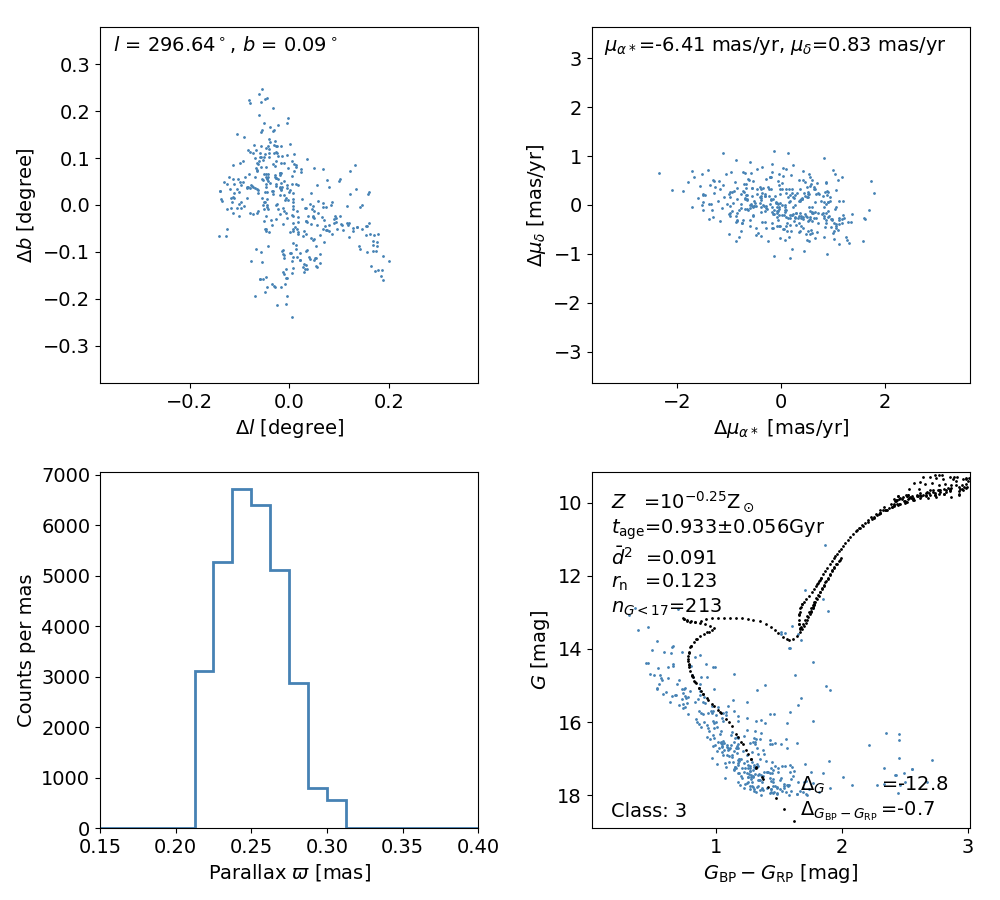 l = 296.64°, b = 0.09°
0.3
0.2
0.1
0.0
−0.1
−0.2
−0.3
Δb [degree]
−0.2 0.0 0.2
Δl [degree]
μα∗=-6.41 mas/yr, μδ=0.83 mas/yr
3
2
1
0
−1
−2
−3
Δμδ [mas/yr]
−2 0 2
Δμα∗ [mas/yr]
7000
6000
5000
4000
3000
2000
1000
0
Counts per mas
0.15 0.20 0.25 0.30 0.35 0.40
Parallax ϖ [mas]
Z =10^−0.25 Z⊙
t_age=0.933±0.056Gyr
d̄² =0.091
r_n =0.123
n_G<17=213
Δ_G =-12.8
Δ_GBP−GRP =-0.7
Class: 3
10
12
14
16
18
G [mag]
1 2 3
G_BP − G_RP [mag]